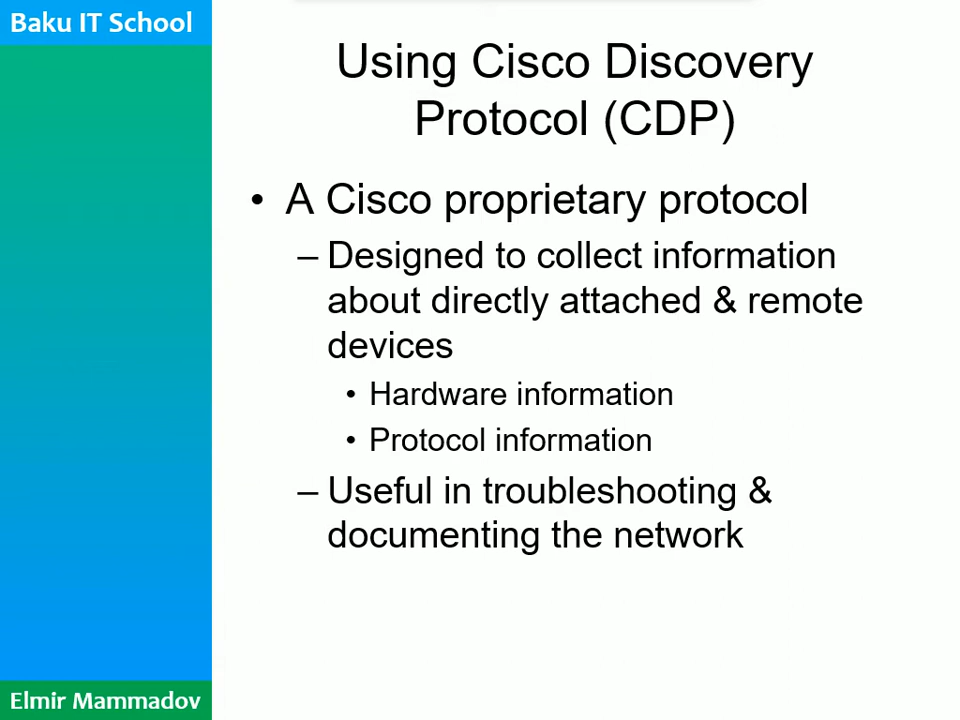 Baku IT School
Using Cisco Discovery
Protocol (CDP)
• A Cisco proprietary protocol
– Designed to collect information
about directly attached & remote
devices
• Hardware information
• Protocol information
– Useful in troubleshooting &
documenting the network
Elmir Mammadov